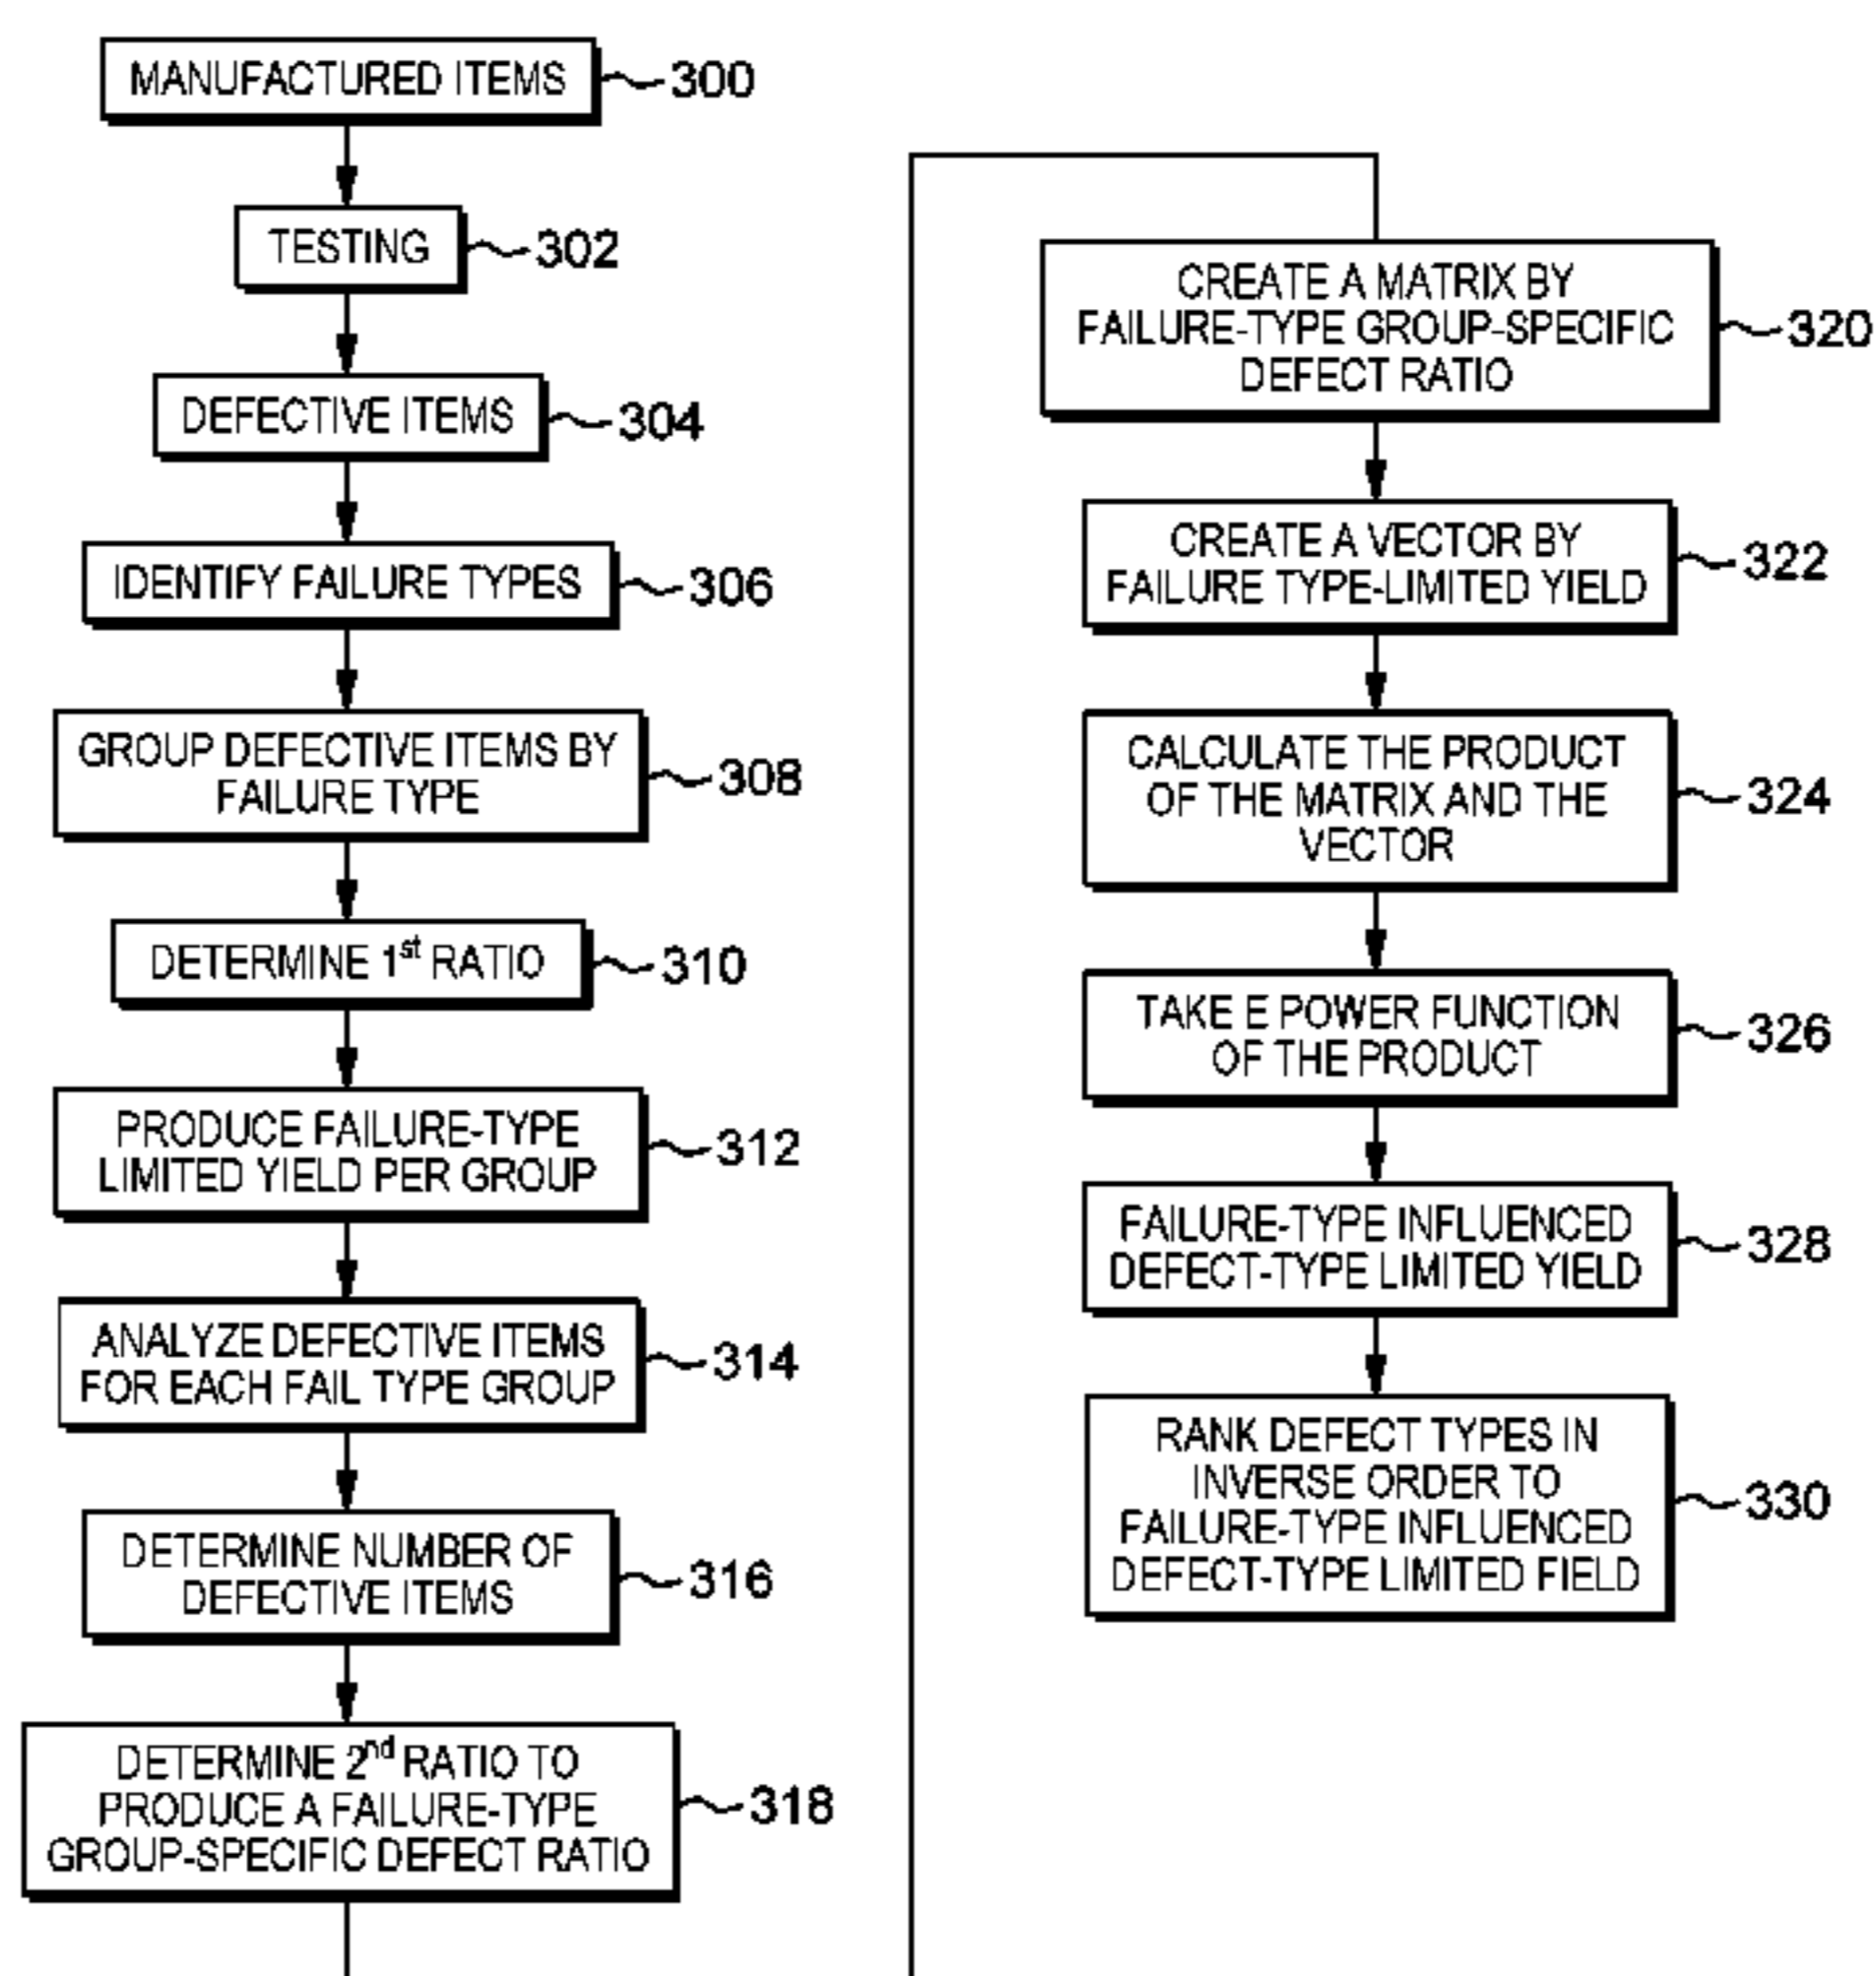 MANUFACTURED ITEMS
300
TESTING
302
DEFECTIVE ITEMS
304
IDENTIFY FAILURE TYPES
306
GROUP DEFECTIVE ITEMS BY
FAILURE TYPE
308
DETERMINE 1st RATIO
310
PRODUCE FAILURE-TYPE
LIMITED YIELD PER GROUP
312
ANALYZE DEFECTIVE ITEMS
FOR EACH FAIL TYPE GROUP
314
DETERMINE NUMBER OF
DEFECTIVE ITEMS
316
DETERMINE 2nd RATIO TO
PRODUCE A FAILURE-TYPE
GROUP-SPECIFIC DEFECT RATIO
318
CREATE A MATRIX BY
FAILURE-TYPE GROUP-SPECIFIC
DEFECT RATIO
320
CREATE A VECTOR BY
FAILURE TYPE-LIMITED YIELD
322
CALCULATE THE PRODUCT
OF THE MATRIX AND THE
VECTOR
324
TAKE E POWER FUNCTION
OF THE PRODUCT
326
FAILURE-TYPE INFLUENCED
DEFECT-TYPE LIMITED YIELD
328
RANK DEFECT TYPES IN
INVERSE ORDER TO
FAILURE-TYPE INFLUENCED
DEFECT-TYPE LIMITED FIELD
330